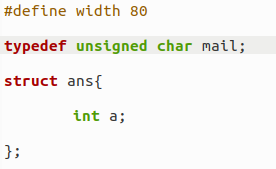 #define width 80
typedef unsigned char mail;
struct ans{
int a;
};